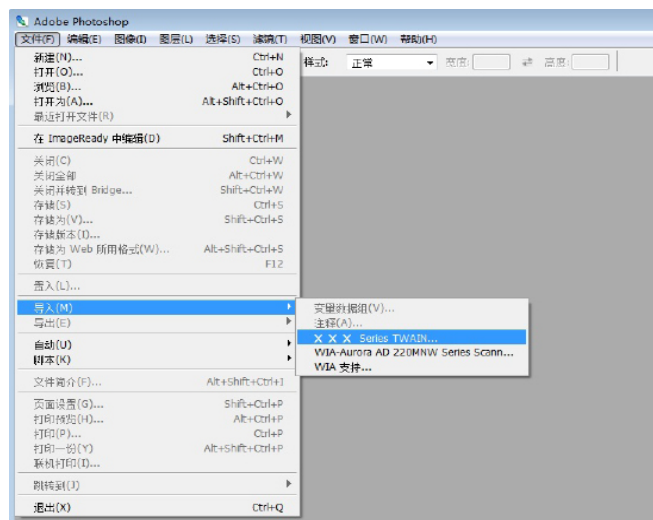 Adobe Photoshop
文件(F) 编辑(E) 图像(I) 图层(L) 选择(S) 滤镜(T) 视图(V) 窗口(W) 帮助(H)
样式: 正常 宽度: 高度:
新建(N)... Ctrl+N
打开(O)... Ctrl+O
浏览(B)... Alt+Ctrl+O
打开为(A)... Alt+Shift+Ctrl+O
最近打开文件(R)
在 ImageReady 中编辑(D) Shift+Ctrl+M
关闭(C) Ctrl+W
关闭全部 Alt+Ctrl+W
关闭并转到 Bridge... Shift+Ctrl+W
存储(S) Ctrl+S
存储为(V)... Shift+Ctrl+S
存储版本(I)...
存储为 Web 所用格式(W)... Alt+Shift+Ctrl+S
恢复(T) F12
置入(L)...
导入(M)
导出(E)
自动(U)
脚本(K)
文件简介(F)... Alt+Shift+Ctrl+I
页面设置(G)... Shift+Ctrl+P
打印预览(H)... Alt+Ctrl+P
打印(P)... Ctrl+P
打印一份(Y) Alt+Shift+Ctrl+P
联机打印(I)...
跳转到(J)
退出(X) Ctrl+Q
变量数据组(V)...
注释(A)...
X X X Series TWAIN...
WIA-Aurora AD 220MNW Series Scann...
WIA 支持...